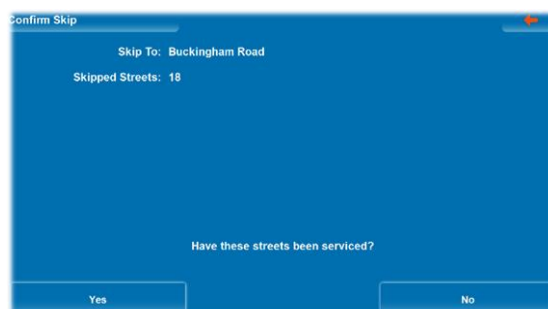 Confirm Skip
Skip To: Buckingham Road
Skipped Streets: 18
Have these streets been serviced?
Yes
No